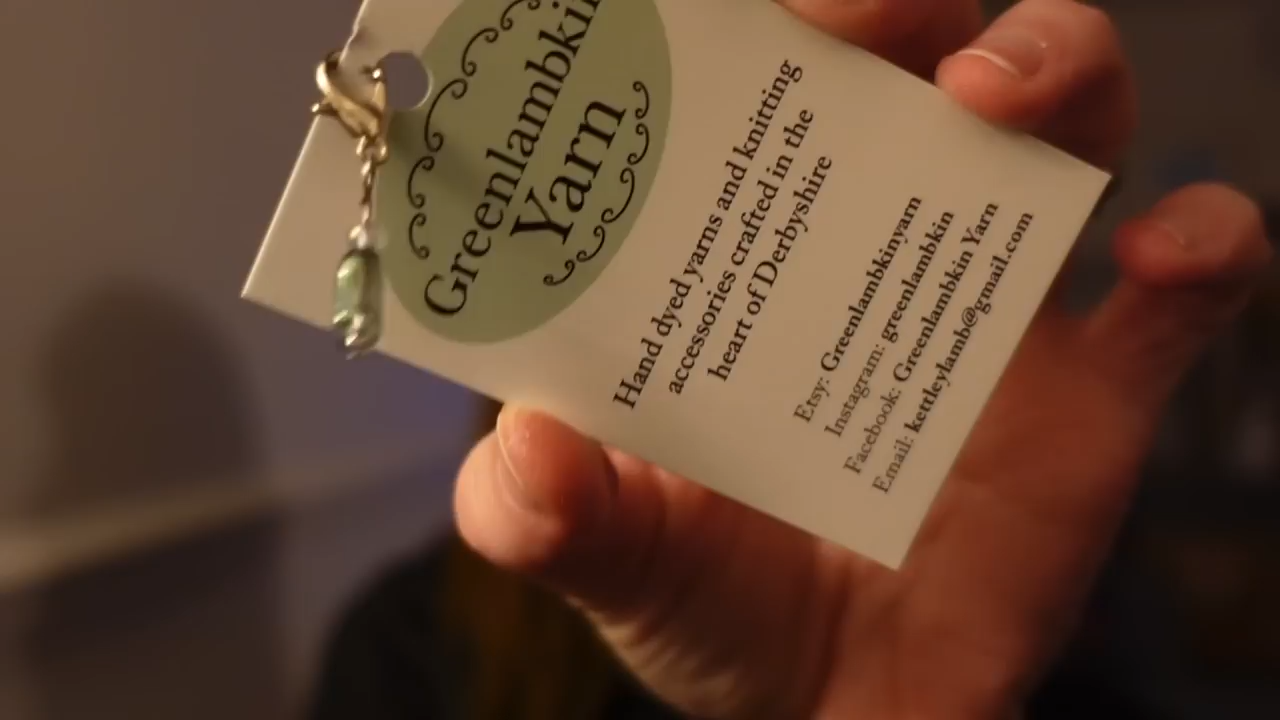 Greenlambkin
Yarn
Hand dyed yarns and knitting
accessories crafted in the
heart of Derbyshire
Etsy: Greenlambkinyarn
Instagram: greenlambkin
Facebook: Greenlambkin Yarn
Email: kettleylamb@gmail.com